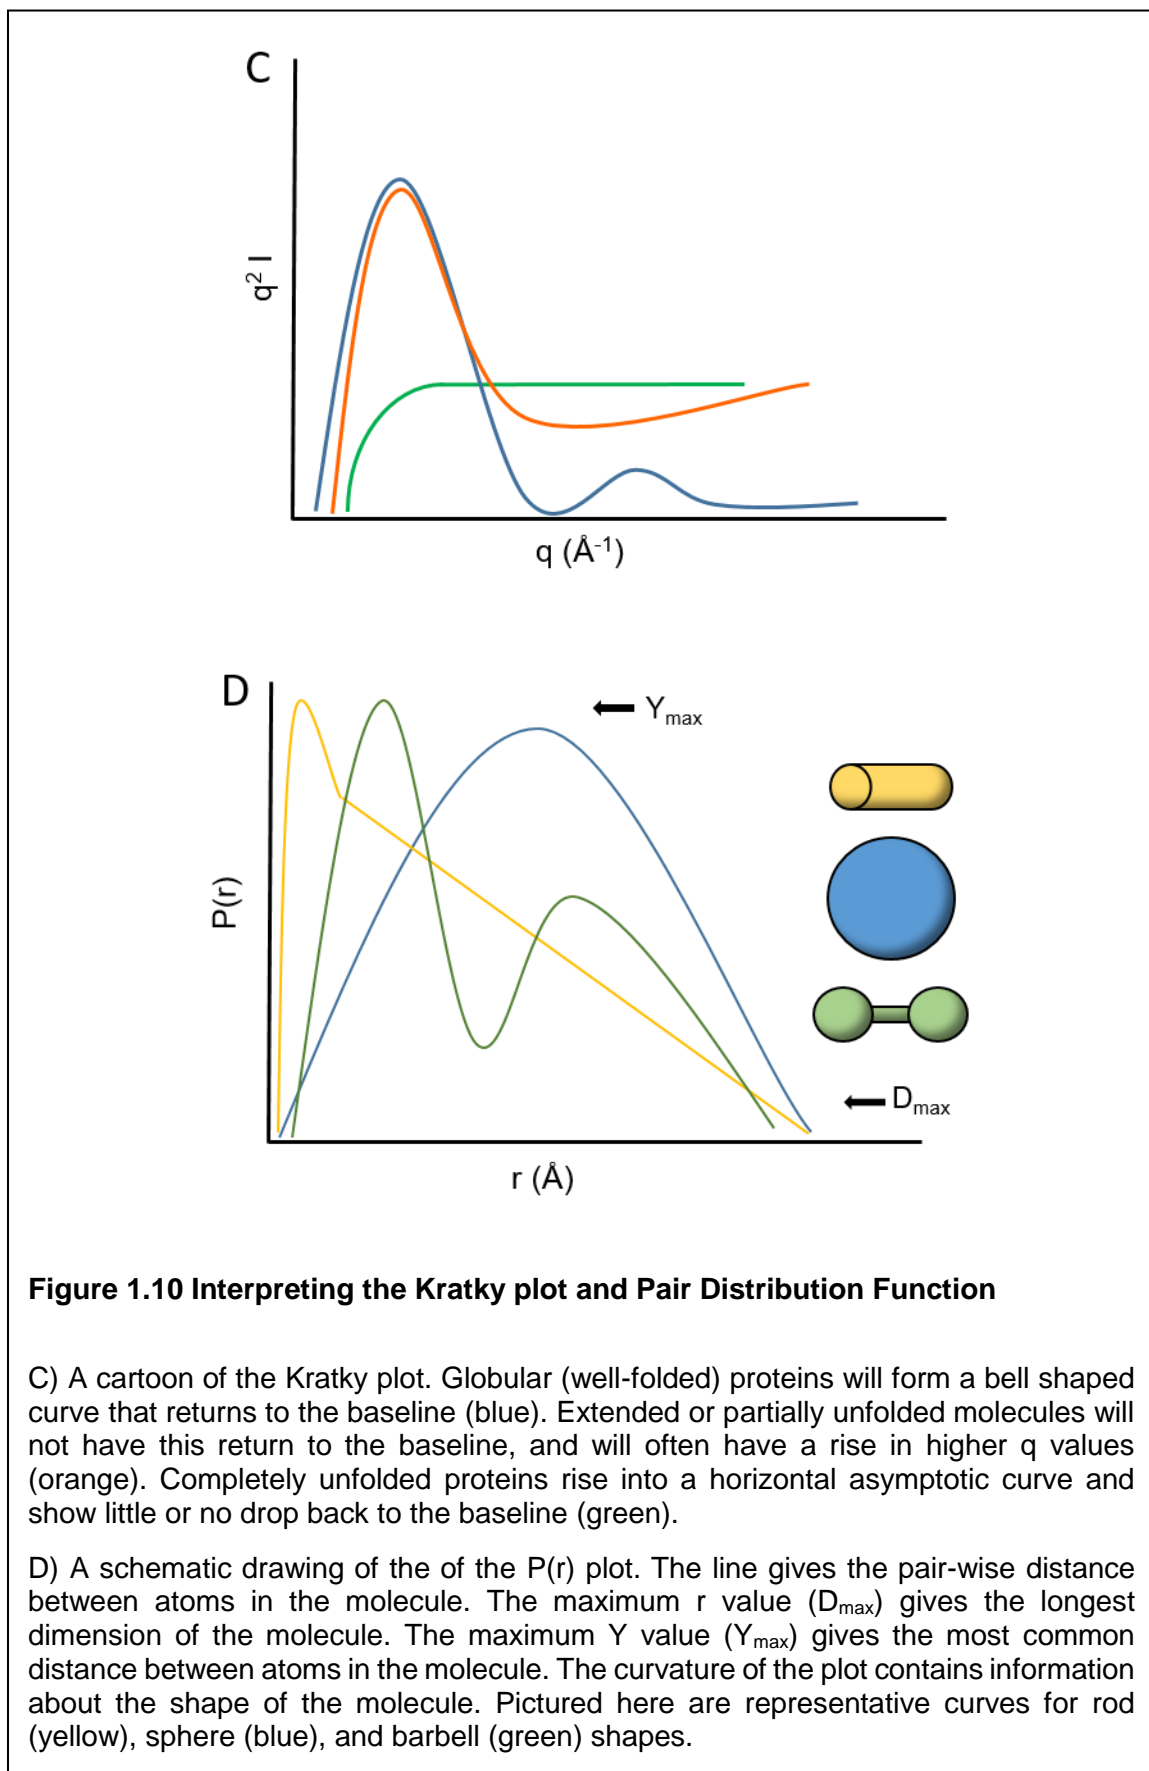 C
q² I
q (Å⁻¹)
D
Yₘₐₓ
P(r)
Dₘₐₓ
r (Å)
Figure 1.10 Interpreting the Kratky plot and Pair Distribution Function
C) A cartoon of the Kratky plot. Globular (well-folded) proteins will form a bell shaped
curve that returns to the baseline (blue). Extended or partially unfolded molecules will
not have this return to the baseline, and will often have a rise in higher q values
(orange). Completely unfolded proteins rise into a horizontal asymptotic curve and
show little or no drop back to the baseline (green).
D) A schematic drawing of the of the P(r) plot. The line gives the pair-wise distance
between atoms in the molecule. The maximum r value (Dₘₐₓ) gives the longest
dimension of the molecule. The maximum Y value (Yₘₐₓ) gives the most common
distance between atoms in the molecule. The curvature of the plot contains information
about the shape of the molecule. Pictured here are representative curves for rod
(yellow), sphere (blue), and barbell (green) shapes.